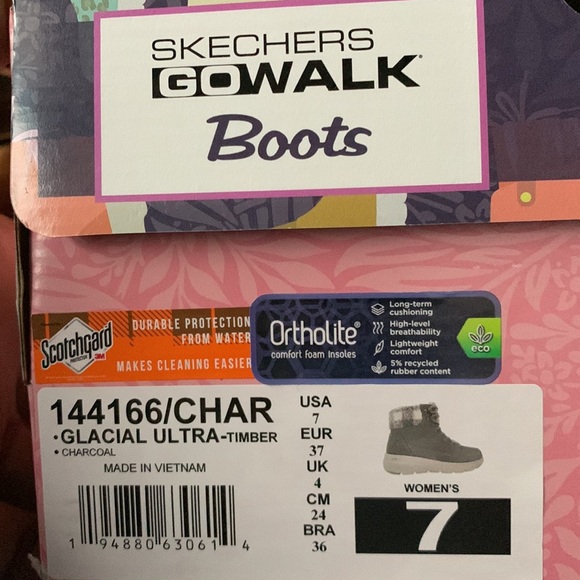 SKECHERS
GOWALK
Boots
Scotchgard
PROTECTOR 3M
DURABLE PROTECTION
FROM WATER
MAKES CLEANING EASIER
Ortholite®
comfort foam insoles
Long-term
cushioning
High-level
breathability
Lightweight
comfort
5% recycled
rubber content
eco
144166/CHAR
•GLACIAL ULTRA-TIMBER
• CHARCOAL
MADE IN VIETNAM
1 94880 63061 4
USA
7
EUR
37
UK
4
CM
24
BRA
36
WOMEN'S
7